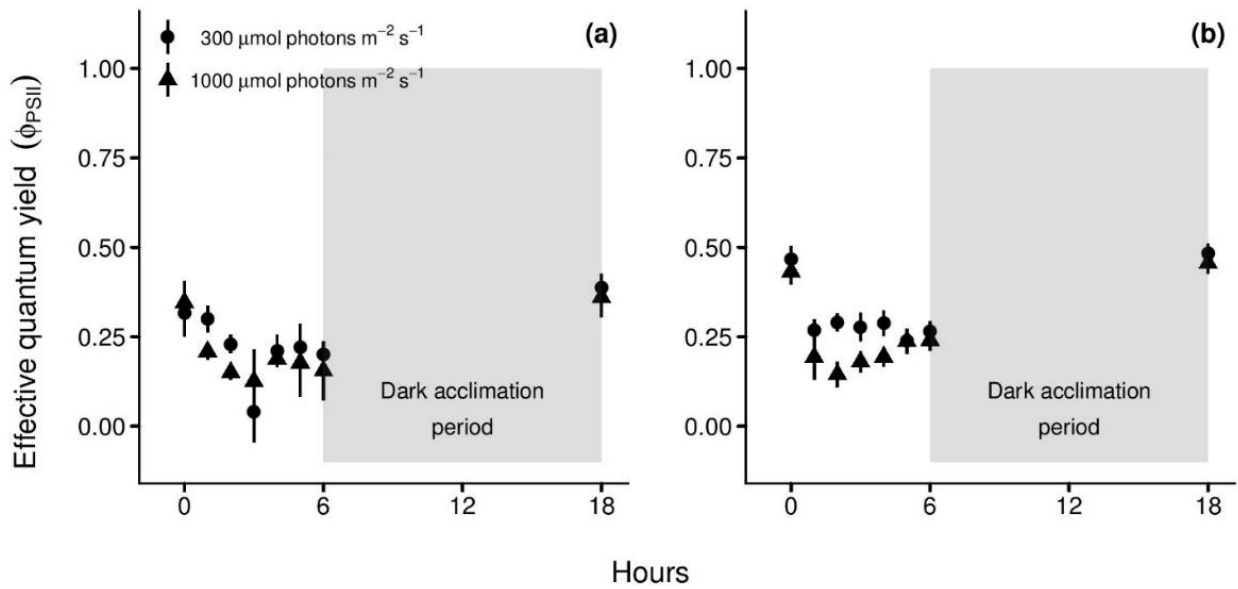 300 μmol photons m⁻² s⁻¹
1000 μmol photons m⁻² s⁻¹
(a)
(b)
Effective quantum yield (ϕPSII)
1.00
0.75
0.50
0.25
0.00
Dark acclimation
period
0
6
12
18
1.00
0.75
0.50
0.25
0.00
Dark acclimation
period
0
6
12
18
Hours